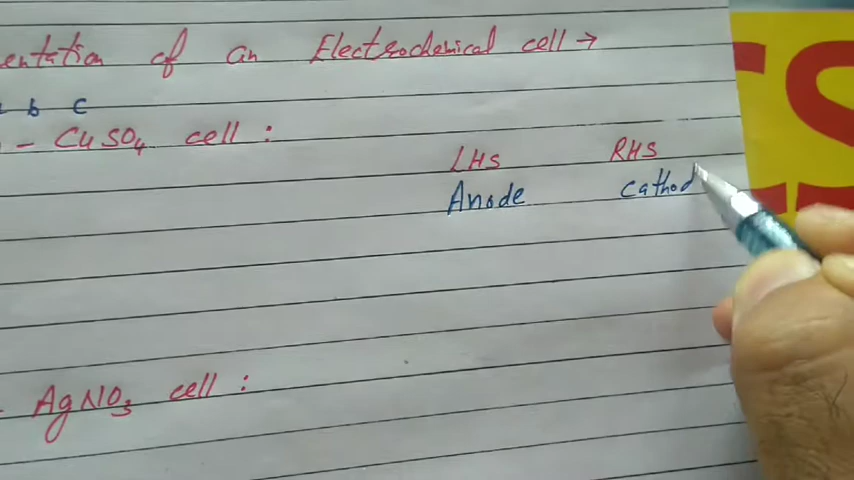 entation of an Electrochemical cell →
b c
- CuSO4 cell :
LHS RHS
Anode Cathod
AgNO3 cell :